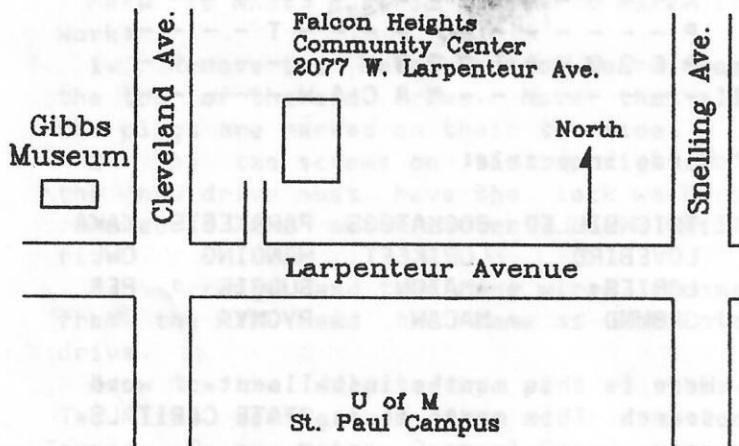 Falcon Heights
Community Center
2077 W. Larpenteur Ave.
Cleveland Ave.
Snelling Ave.
Gibbs
Museum
North
Larpenteur Avenue
U of M
St. Paul Campus